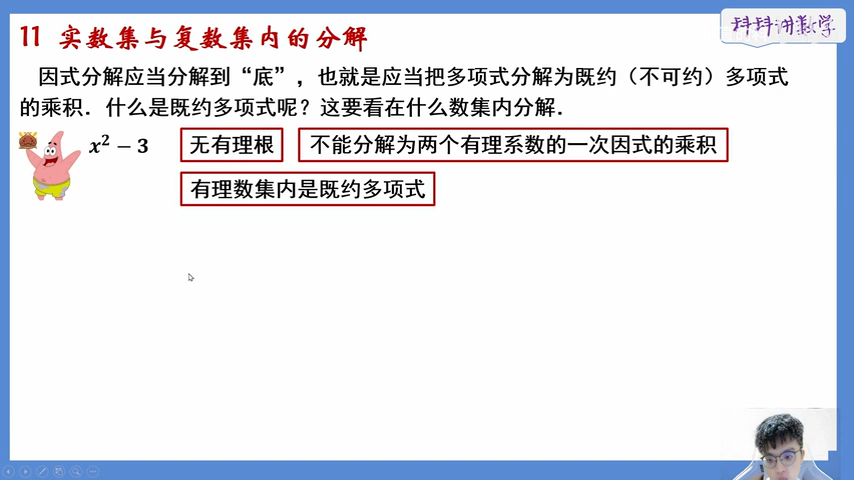 11 实数集与复数集内的分解
科科讲数学
因式分解应当分解到“底”，也就是应当把多项式分解为既约（不可约）多项式
的乘积．什么是既约多项式呢？这要看在什么数集内分解．
x² − 3 无有理根 不能分解为两个有理系数的一次因式的乘积
有理数集内是既约多项式